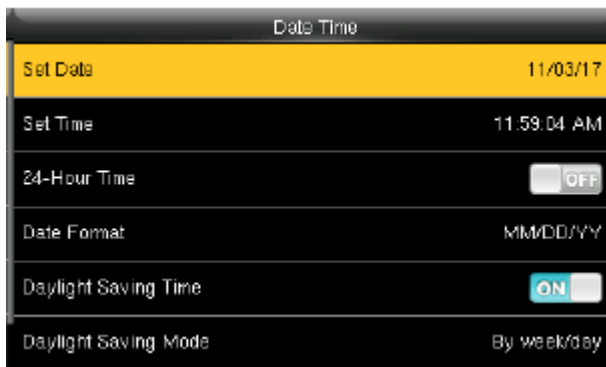 Date Time
Set Date 11/03/17
Set Time 11:59:04 AM
24-Hour Time OFF
Date Format MM/DD/YY
Daylight Saving Time ON
Daylight Saving Mode By week/day